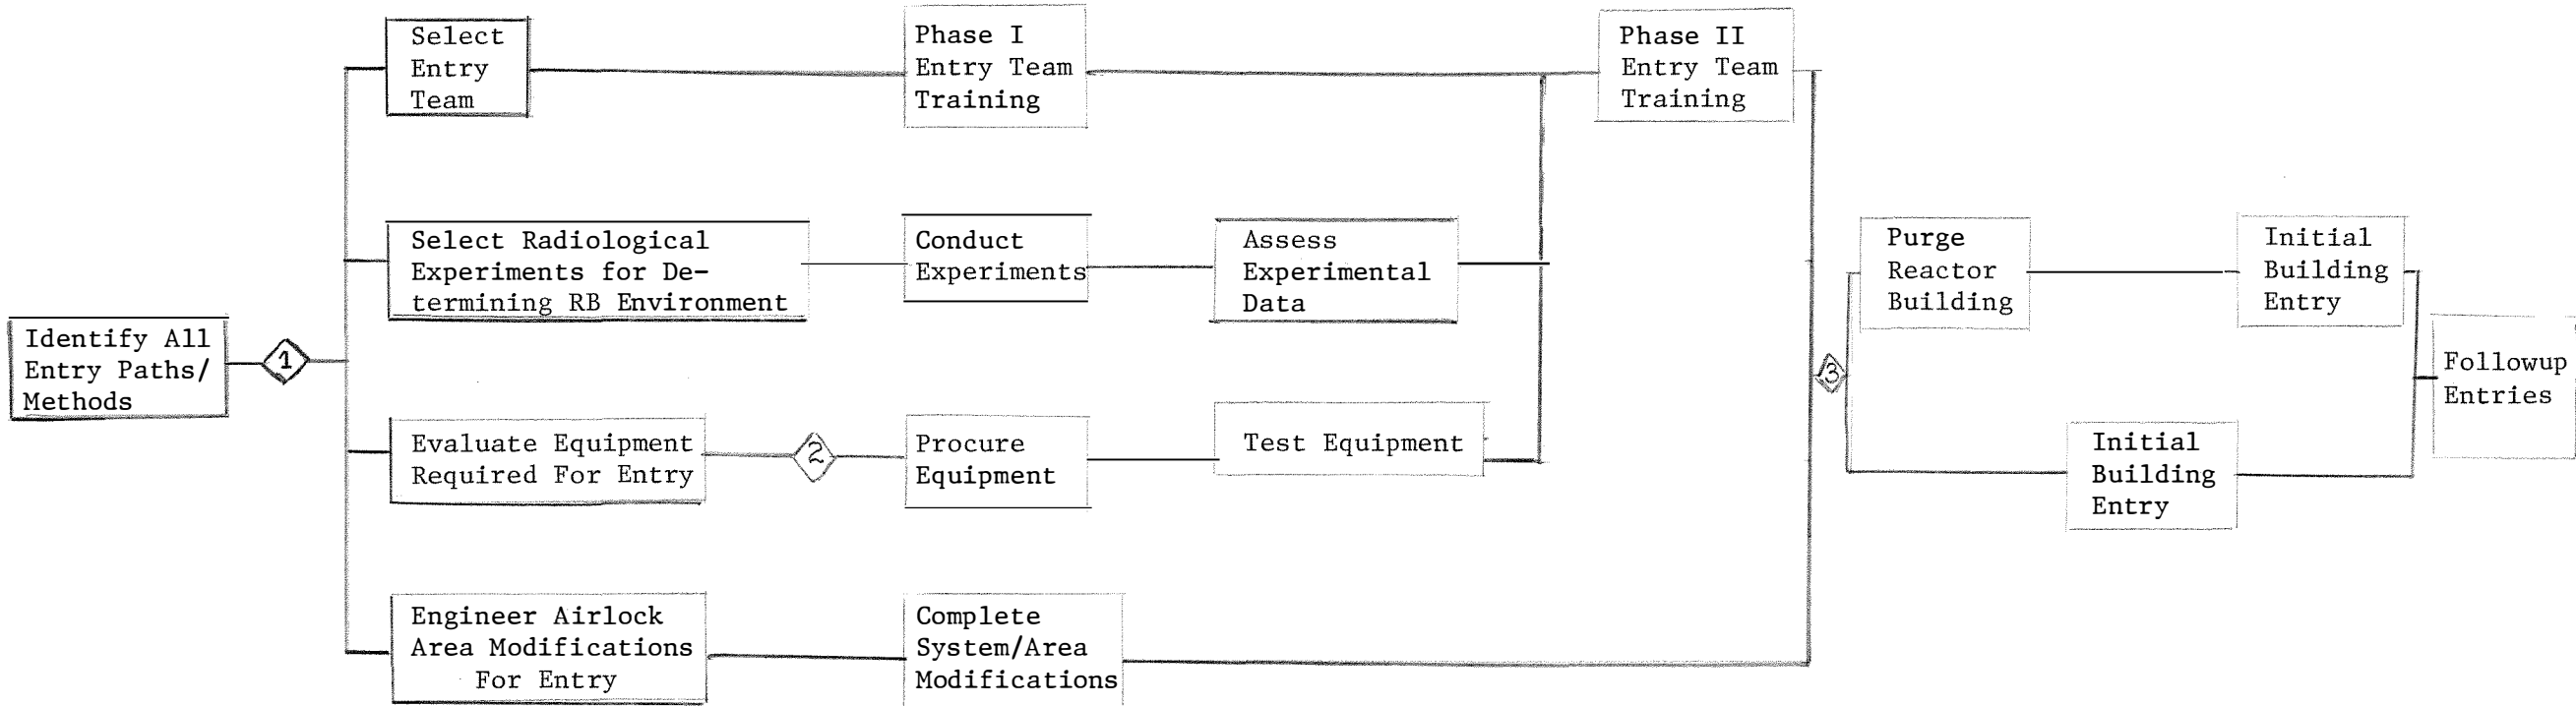 Select
Entry
Team
Phase I
Entry Team
Training
Phase II
Entry Team
Training
Select Radiological
Experiments for De-
termining RB Environment
Conduct
Experiments
Assess
Experimental
Data
Purge
Reactor
Building
Initial
Building
Entry
Identify All
Entry Paths/
Methods
1
3
Followup
Entries
Evaluate Equipment
Required For Entry
2
Procure
Equipment
Test Equipment
Initial
Building
Entry
Engineer Airlock
Area Modifications
For Entry
Complete
System/Area
Modifications